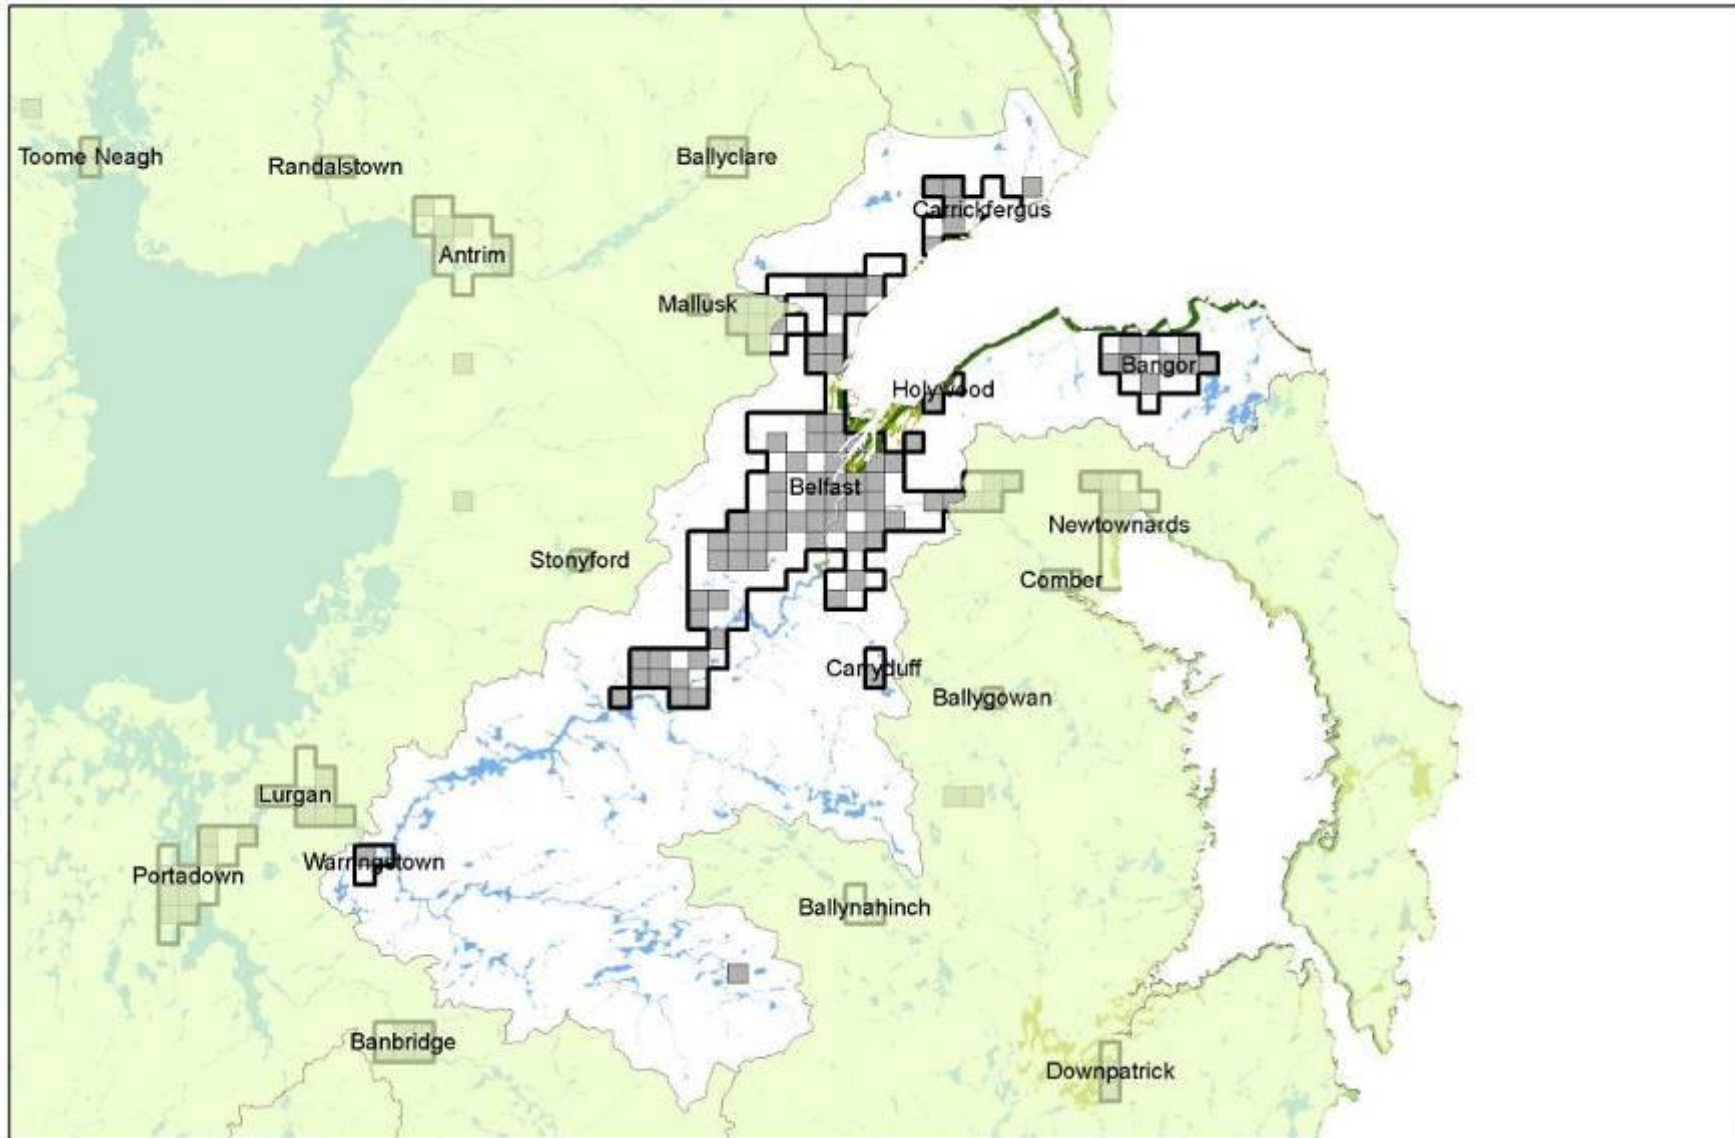 Toome Neagh
Randalstown
Ballyclare
Carrickfergus
Antrim
Mallusk
Bangor
Holywood
Belfast
Newtownards
Stonyford
Comber
Carryduff
Ballygowan
Lurgan
Warringstown
Portadown
Ballynahinch
Banbridge
Downpatrick